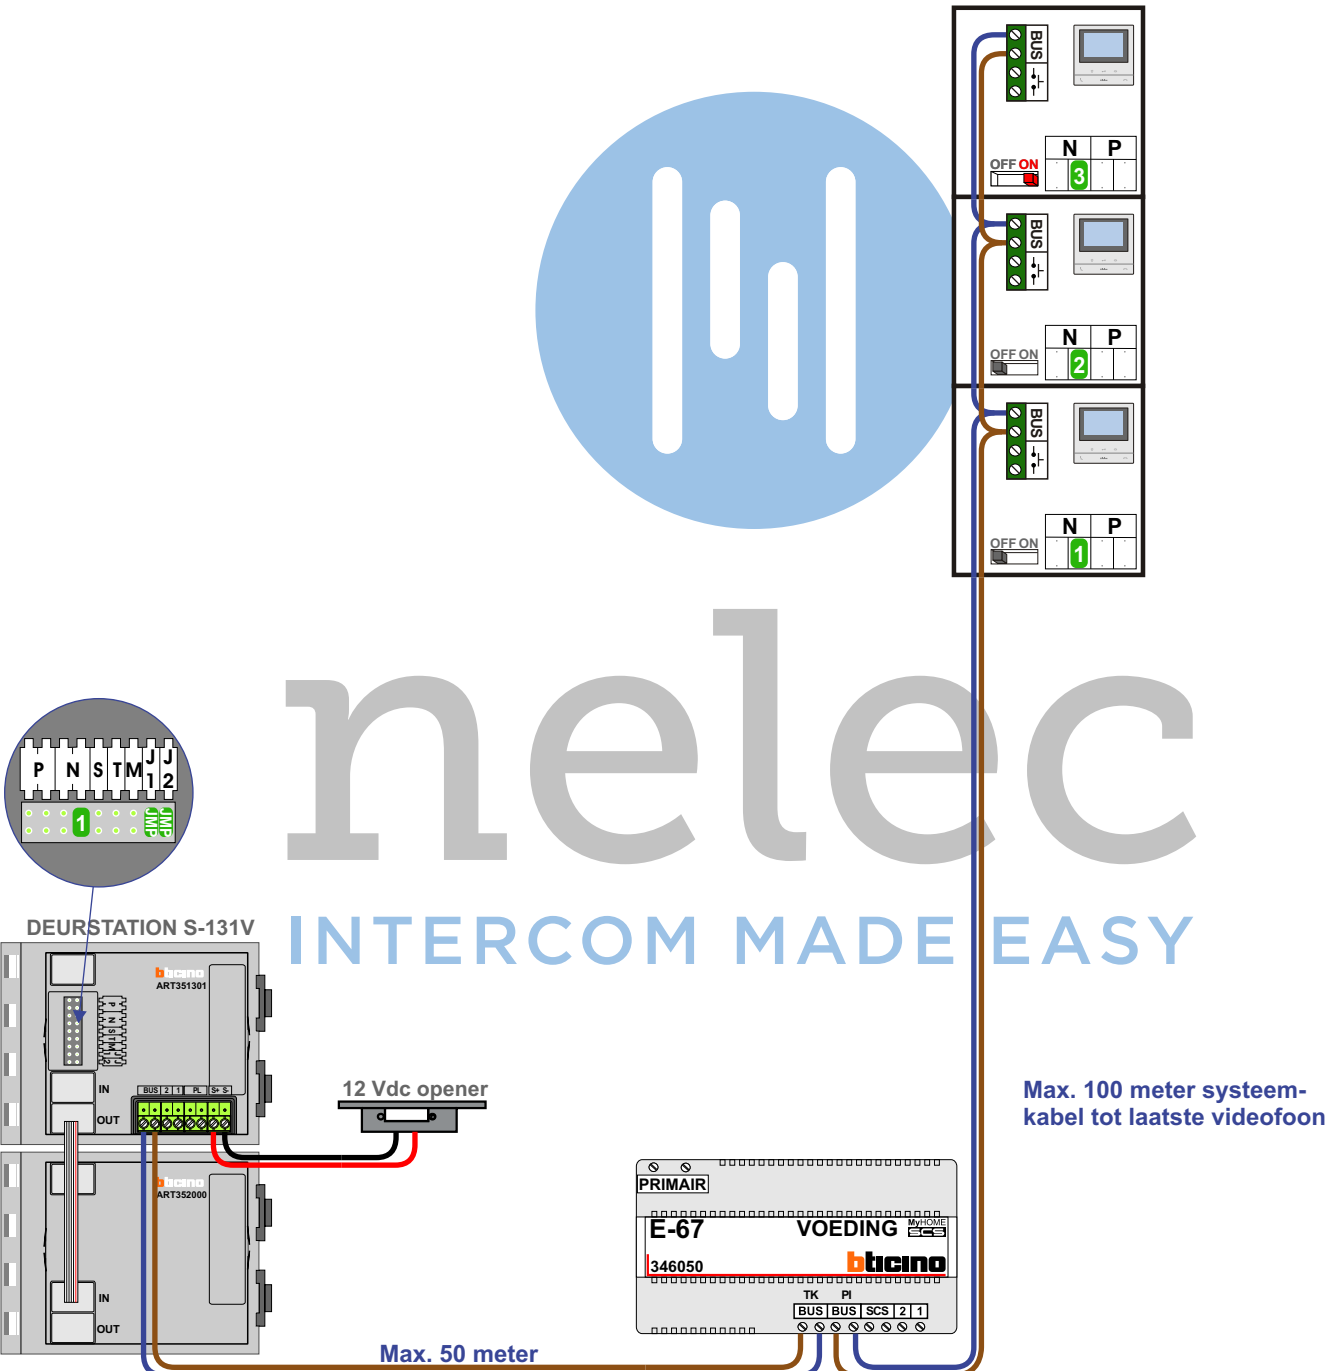 BUS
N P
OFF ON
3
BUS
N P
OFF ON
2
BUS
N P
OFF ON
1
nelec
INTERCOM MADE EASY
P N S T M J1 J2
1 JMP JMP
DEURSTATION S-131V
bticino
ART351301
P N S T M J1 J2
IN
OUT
BUS 2 1 PL S+ S-
12 Vdc opener
bticino
ART352000
IN
OUT
Max. 50 meter
Max. 100 meter systeem-
kabel tot laatste videofoon
PRIMAIR
E-67 VOEDING MyHOME
SCS
346050 bticino
TK PI
BUS BUS SCS 2 1